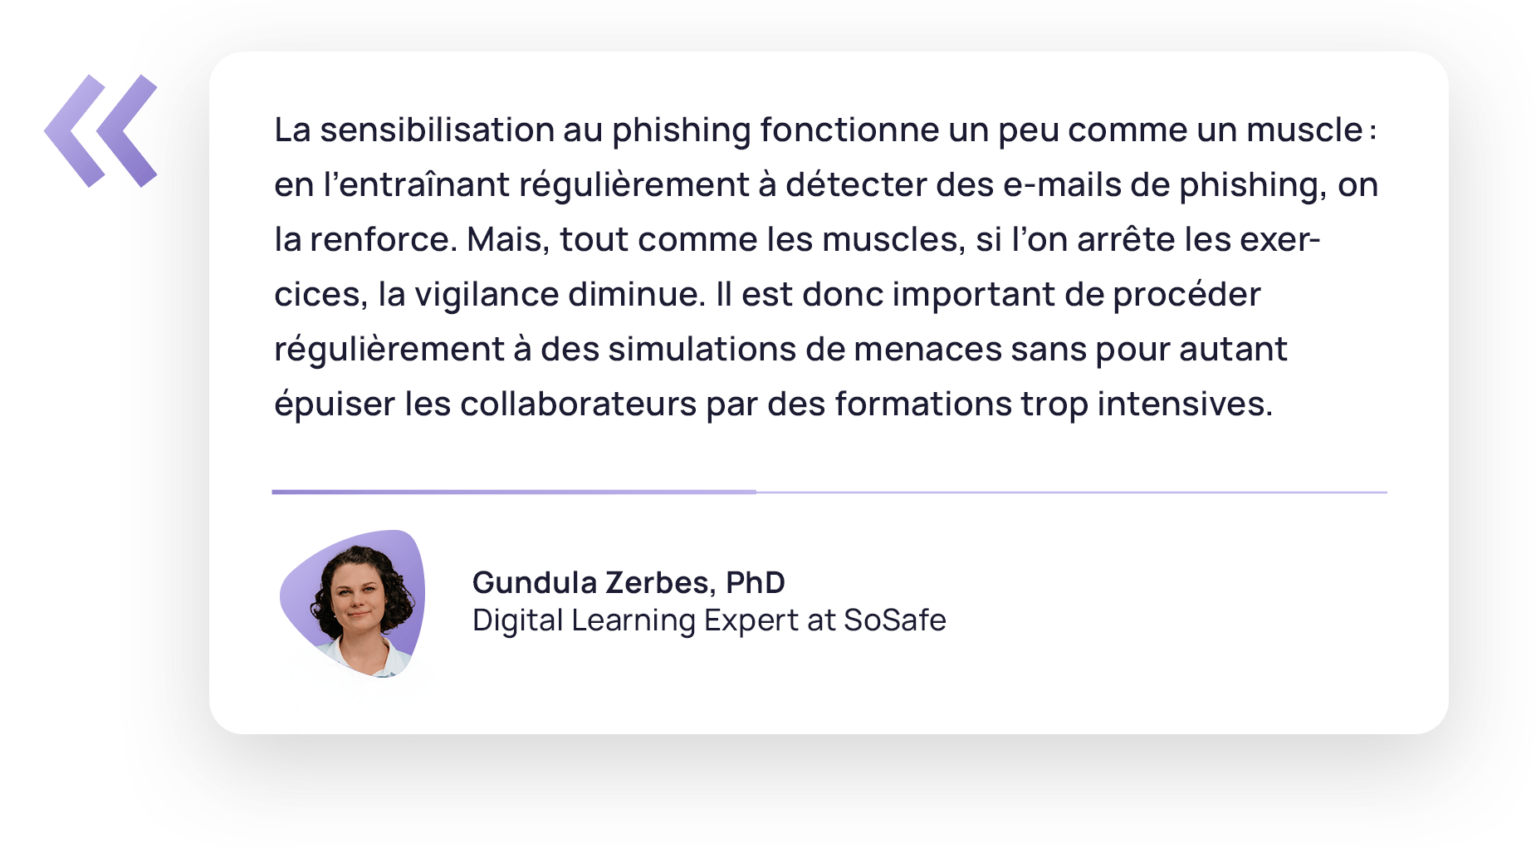 «
La sensibilisation au phishing fonctionne un peu comme un muscle :
en l’entraînant régulièrement à détecter des e-mails de phishing, on
la renforce. Mais, tout comme les muscles, si l’on arrête les exer-
cices, la vigilance diminue. Il est donc important de procéder
régulièrement à des simulations de menaces sans pour autant
épuiser les collaborateurs par des formations trop intensives.
Gundula Zerbes, PhD
Digital Learning Expert at SoSafe